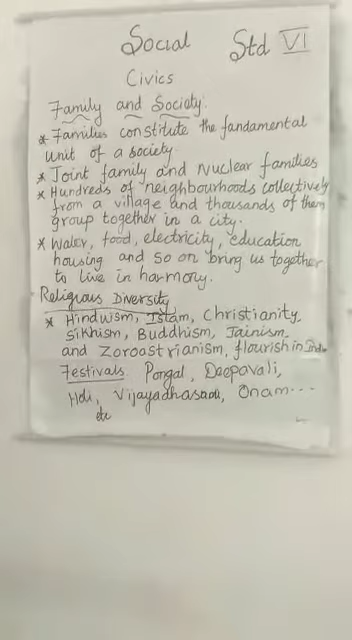 Social Std VI
Civics
Family and Society:
* Families constitute the fandamental
unit of a society.
* Joint family and Nuclear families
* Hundreds of neighbourhoods collectively
from a village and thousands of them
group together in a city.
* Water, food, electricity, education
housing and so on bring us together
to live in harmony.
Religious Diversity
* Hinduism, Islam, Christianity
Sikhism, Buddhism, Jainism
and Zoroastrianism, flourish in India
Festivals Pongal, Deepavali,
Holi, Vijayadhasadi, Onam...
etc